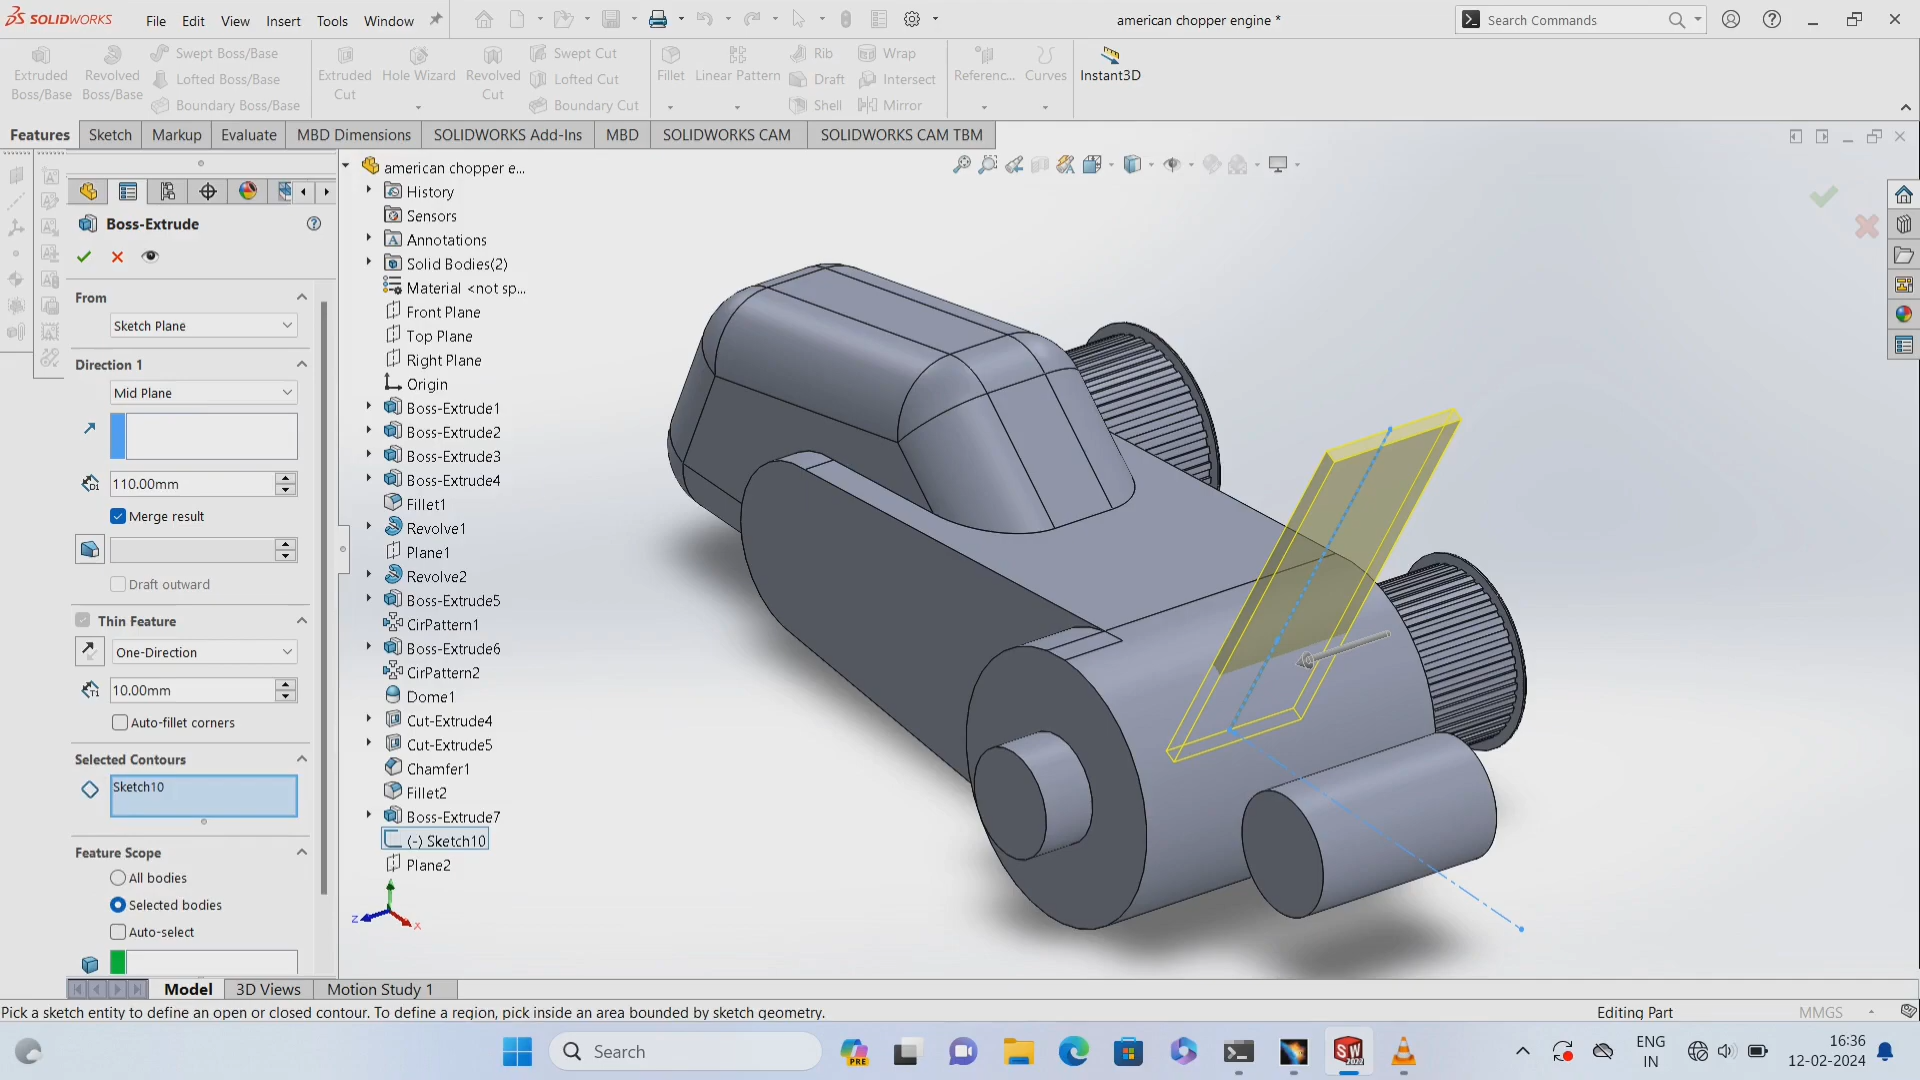 SOLIDWORKS
File Edit View Insert Tools Window
american chopper engine *
Search Commands
Extruded Boss/Base
Revolved Boss/Base
Swept Boss/Base
Lofted Boss/Base
Boundary Boss/Base
Extruded Cut
Hole Wizard
Revolved Cut
Swept Cut
Lofted Cut
Boundary Cut
Fillet
Linear Pattern
Rib
Draft
Shell
Wrap
Intersect
Mirror
Referenc...
Curves
Instant3D
Features Sketch Markup Evaluate MBD Dimensions SOLIDWORKS Add-Ins MBD SOLIDWORKS CAM SOLIDWORKS CAM TBM
Boss-Extrude
From
Sketch Plane
Direction 1
Mid Plane
110.00mm
Merge result
Draft outward
Thin Feature
One-Direction
10.00mm
Auto-fillet corners
Selected Contours
Sketch10
Feature Scope
All bodies
Selected bodies
Auto-select
american chopper e...
History
Sensors
Annotations
Solid Bodies(2)
Material <not sp...
Front Plane
Top Plane
Right Plane
Origin
Boss-Extrude1
Boss-Extrude2
Boss-Extrude3
Boss-Extrude4
Fillet1
Revolve1
Plane1
Revolve2
Boss-Extrude5
CirPattern1
Boss-Extrude6
CirPattern2
Dome1
Cut-Extrude4
Cut-Extrude5
Chamfer1
Fillet2
Boss-Extrude7
(-) Sketch10
Plane2
Z
X
Model 3D Views Motion Study 1
Pick a sketch entity to define an open or closed contour. To define a region, pick inside an area bounded by sketch geometry.
Editing Part
MMGS
Search
PRE
ENG
IN
16:36
12-02-2024